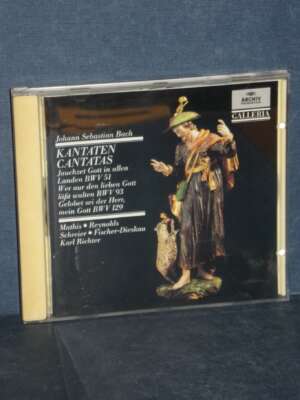 Johann Sebastian Bach
KANTATEN
CANTATAS
Jauchzet Gott in allen
Landen BWV 51
Wer nur den lieben Gott
läßt walten BWV 93
Gelobet sei der Herr,
mein Gott BWV 129
Mathis • Reynolds
Schreier • Fischer-Dieskau
Karl Richter
ARCHIV
GALLERIA